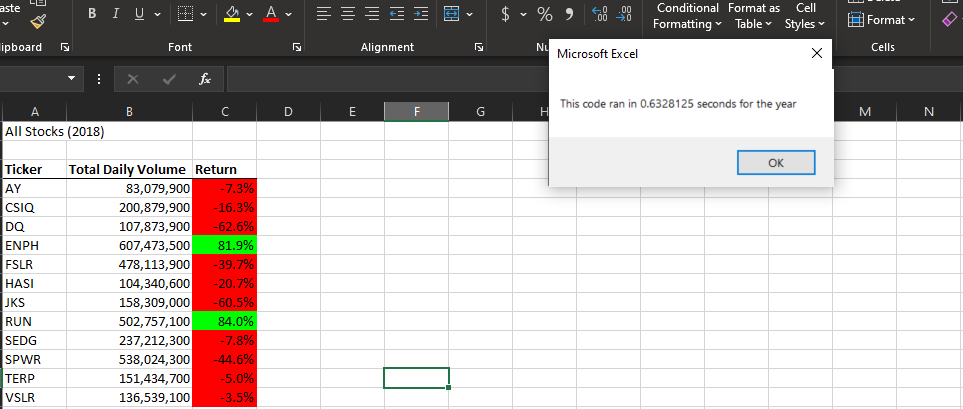 aste
B I U A $ % 9 .00 .00
Conditional Format as Cell
Formatting Table Styles Format
ipboard Font Alignment Nu Cells
fx
Microsoft Excel
This code ran in 0.6328125 seconds for the year
OK
A B C D E F G H M N
All Stocks (2018)
Ticker Total Daily Volume Return
AY 83,079,900 -7.3%
CSIQ 200,879,900 -16.3%
DQ 107,873,900 -62.6%
ENPH 607,473,500 81.9%
FSLR 478,113,900 -39.7%
HASI 104,340,600 -20.7%
JKS 158,309,000 -60.5%
RUN 502,757,100 84.0%
SEDG 237,212,300 -7.8%
SPWR 538,024,300 -44.6%
TERP 151,434,700 -5.0%
VSLR 136,539,100 -3.5%